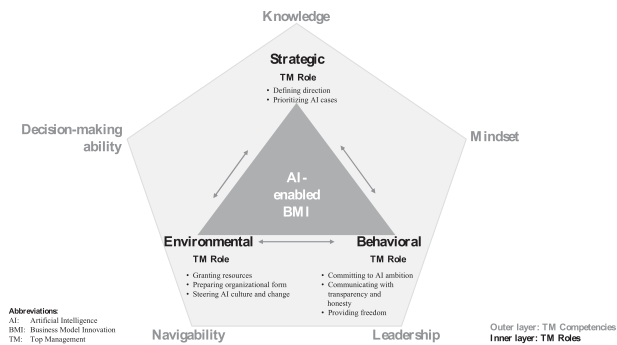 Knowledge
Strategic
TM Role
• Defining direction
• Prioritizing AI cases
Decision-making
ability
Mindset
AI-
enabled
BMI
Environmental
TM Role
• Granting resources
• Preparing organizational form
• Steering AI culture and change
Behavioral
TM Role
• Committing to AI ambition
• Communicating with
transparency and
honesty
• Providing freedom
Abbreviations:
AI: Artificial Intelligence
BMI: Business Model Innovation
TM: Top Management
Navigability
Leadership
Outer layer: TM Competencies
Inner layer: TM Roles